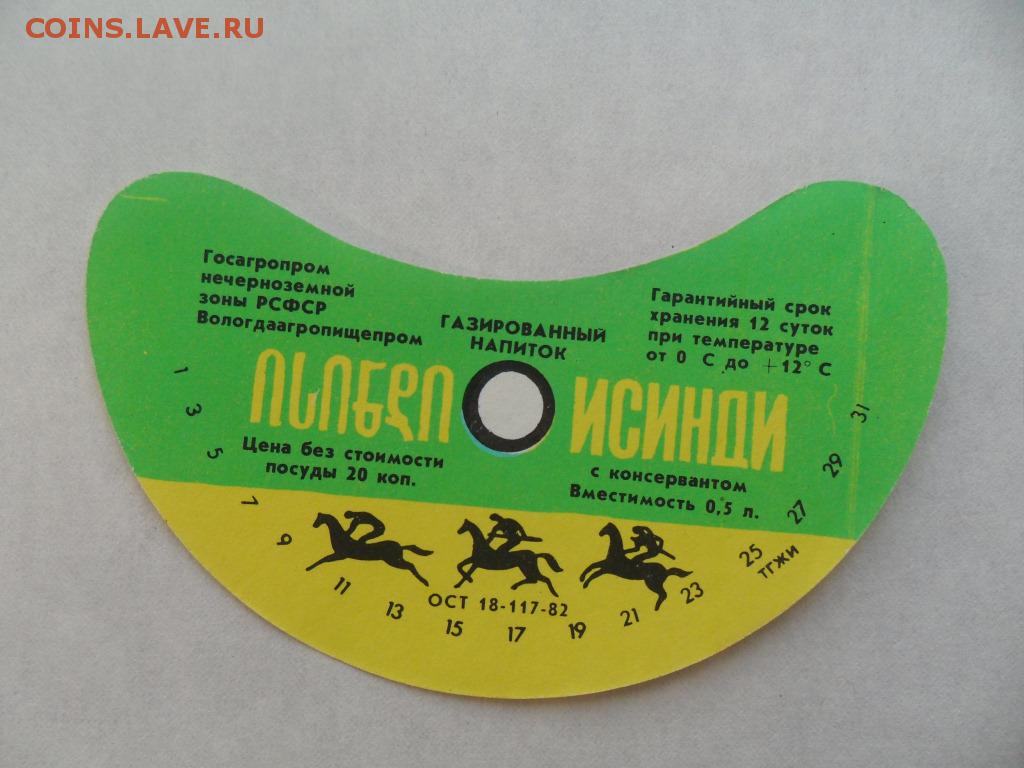 COINS.LAVE.RU
Госагропром
нечерноземной
зоны РСФСР
Вологдаагропищепром
ГАЗИРОВАННЫЙ
НАПИТОК
Гарантийный срок
хранения 12 суток
при температуре
от 0 С до +12° С
ისინდი
ИСИНДИ
Цена без стоимости
посуды 20 коп.
с консервантом
Вместимость 0,5 л.
ОСТ 18-117-82
1 3 5 7 9 11 13 15 17 19 21 23 25 27 29 31
ТГЖИ